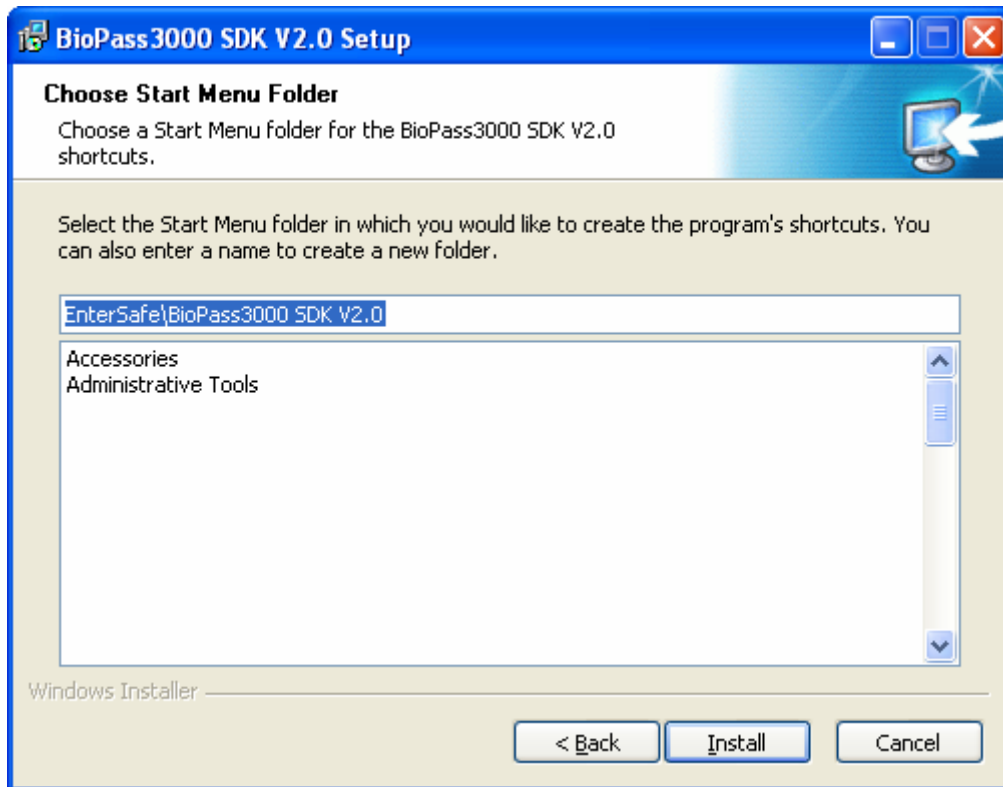 BioPass3000 SDK V2.0 Setup
Choose Start Menu Folder
Choose a Start Menu folder for the BioPass3000 SDK V2.0
shortcuts.
Select the Start Menu folder in which you would like to create the program's shortcuts. You
can also enter a name to create a new folder.
EnterSafe\BioPass3000 SDK V2.0
Accessories
Administrative Tools
Windows Installer
< Back
Install
Cancel